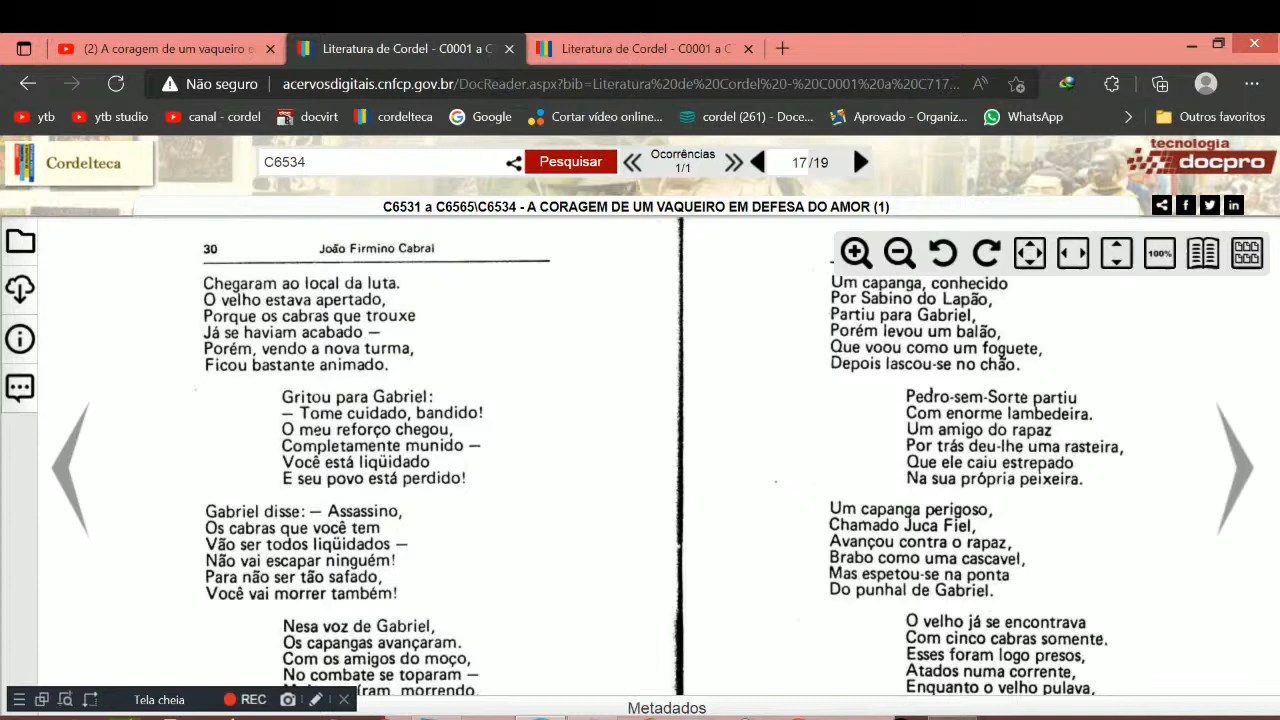 (2) A coragem de um vaqueiro e
Literatura de Cordel - C0001 a C
Literatura de Cordel - C0001 a C
Não seguro
acervosdigitais.cnfcp.gov.br/DocReader.aspx?bib=Literatura%20de%20Cordel%20-%20C0001%20a%20C717...
ytb
ytb studio
canal - cordel
docvirt
cordelteca
Google
Cortar vídeo online...
cordel (261) - Doce...
Aprovado - Organiz...
WhatsApp
Outros favoritos
Cordelteca
C6534
Pesquisar
Ocorrências
1/1
17 /19
tecnologia
docpro
C6531 a C6565\C6534 - A CORAGEM DE UM VAQUEIRO EM DEFESA DO AMOR (1)
100%
30 João Firmino Cabral
Chegaram ao local da luta.
O velho estava apertado,
Porque os cabras que trouxe
Já se haviam acabado —
Porém, vendo a nova turma,
Ficou bastante animado.
Gritou para Gabriel:
— Tome cuidado, bandido!
O meu reforço chegou,
Completamente munido —
Você está liqüidado
E seu povo está perdido!
Gabriel disse: — Assassino,
Os cabras que você tem
Vão ser todos liqüidados —
Não vai escapar ninguém!
Para não ser tão safado,
Você vai morrer também!
Nesa voz de Gabriel,
Os capangas avançaram.
Com os amigos do moço,
No combate se toparam —
morrendo
Um capanga, conhecido
Por Sabino do Lapão,
Partiu para Gabriel,
Porém levou um balão,
Que voou como um foguete,
Depois lascou-se no chão.
Pedro-sem-Sorte partiu
Com enorme lambedeira.
Um amigo do rapaz
Por trás deu-lhe uma rasteira,
Que ele caiu estrepado
Na sua própria peixeira.
Um capanga perigoso,
Chamado Juca Fiel,
Avançou contra o rapaz,
Brabo como uma cascavel,
Mas espetou-se na ponta
Do punhal de Gabriel.
O velho já se encontrava
Com cinco cabras somente.
Esses foram logo presos,
Atados numa corrente,
Enquanto o velho pulava,
Tela cheia
REC
Metadados